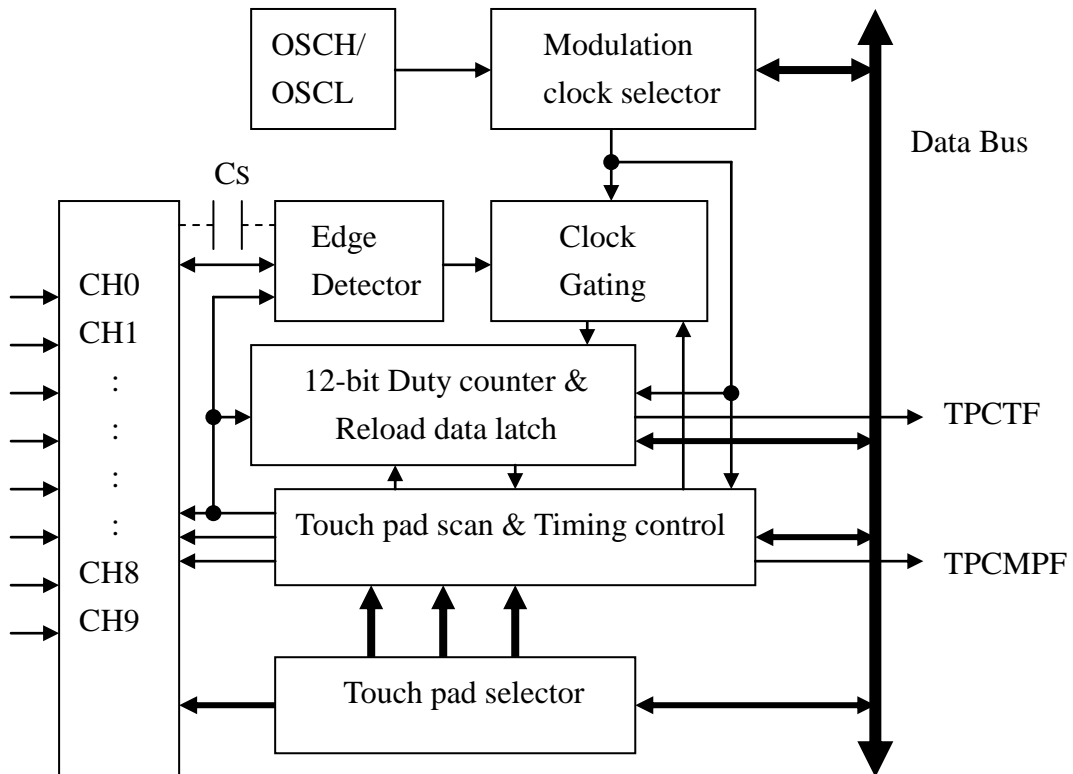 OSCH/
OSCL
Modulation
clock selector
Data Bus
Cs
Edge
Detector
Clock
Gating
CH0
CH1
:
:
:
:
CH8
CH9
12-bit Duty counter &
Reload data latch
TPCTF
Touch pad scan & Timing control
TPCMPF
Touch pad selector